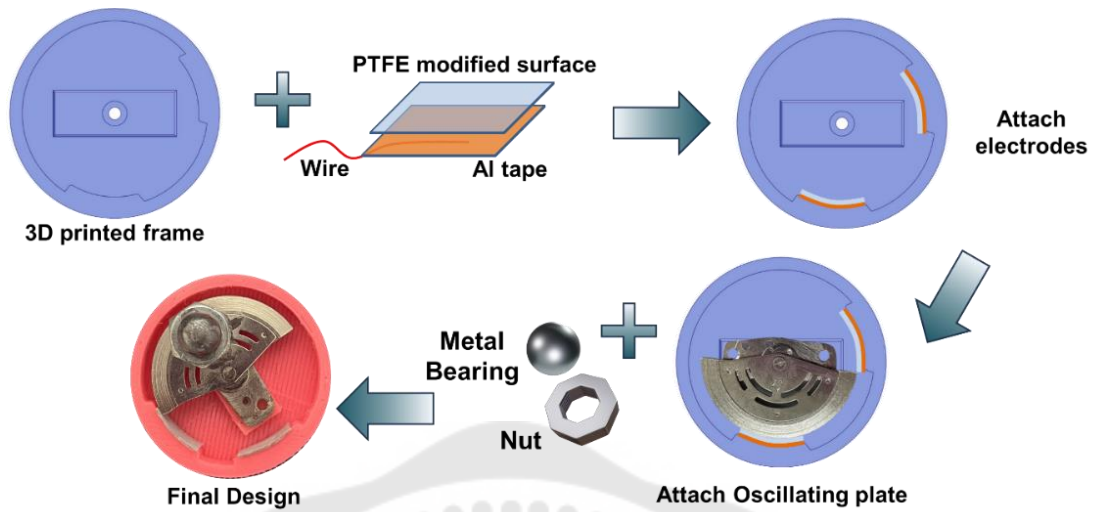 PTFE modified surface
Wire
Al tape
3D printed frame
Attach
electrodes
Metal
Bearing
Nut
Final Design
Attach Oscillating plate